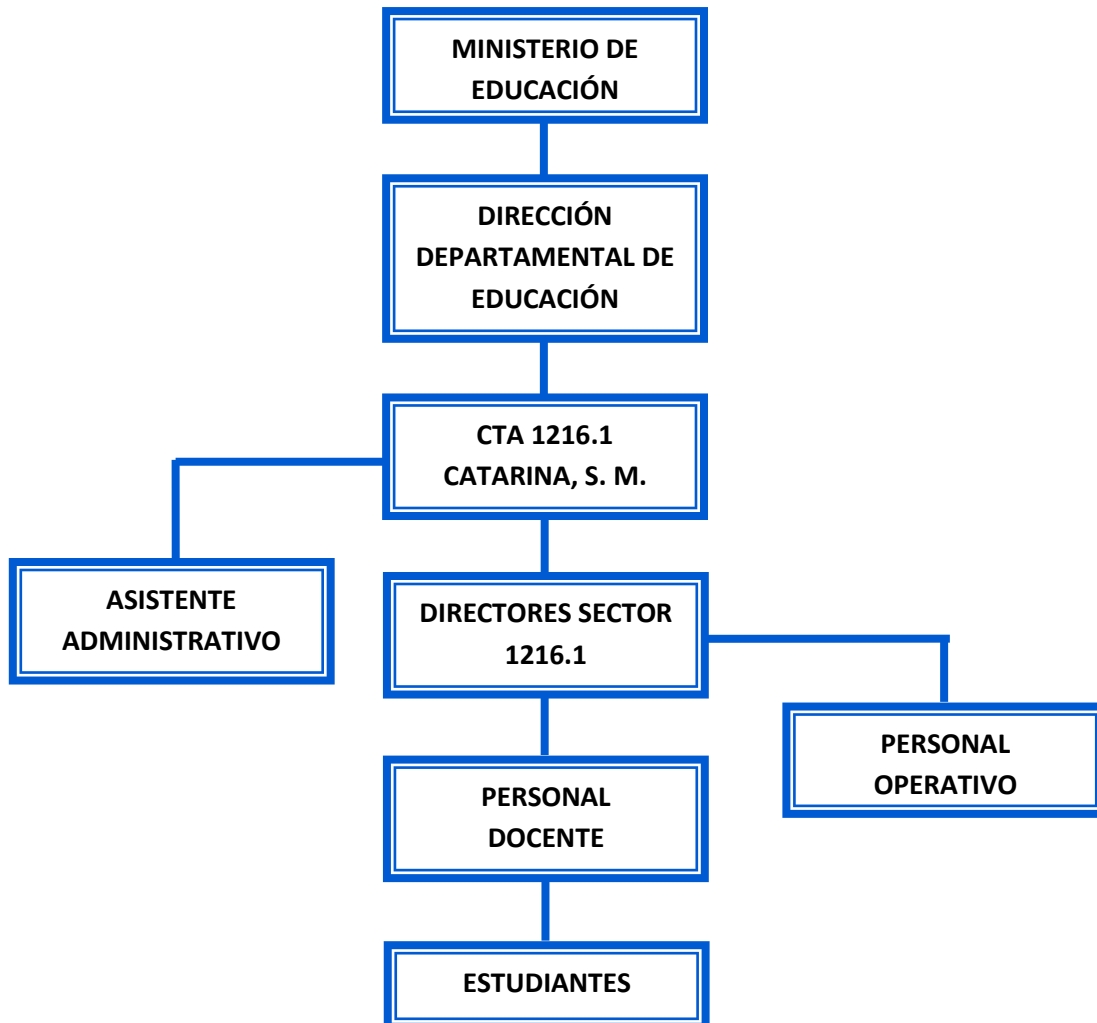 MINISTERIO DE
EDUCACIÓN
DIRECCIÓN
DEPARTAMENTAL DE
EDUCACIÓN
CTA 1216.1
CATARINA, S. M.
ASISTENTE
ADMINISTRATIVO
DIRECTORES SECTOR
1216.1
PERSONAL
OPERATIVO
PERSONAL
DOCENTE
ESTUDIANTES